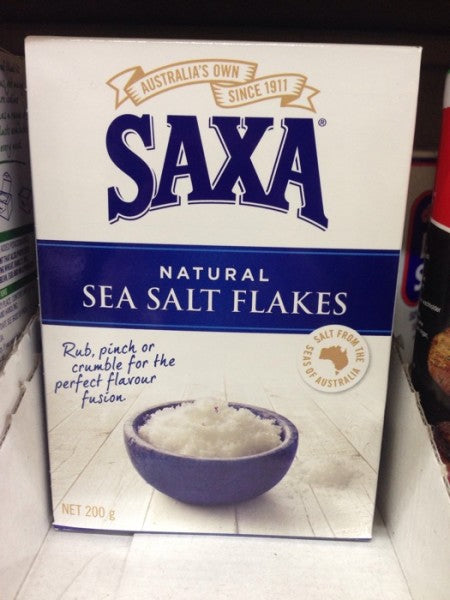 AUSTRALIA'S OWN
SINCE 1911
SAXA®
NATURAL
SEA SALT FLAKES
Rub, pinch or
crumble for the
perfect flavour
fusion
SALT FROM THE
SEAS OF AUSTRALIA
NET 200 g